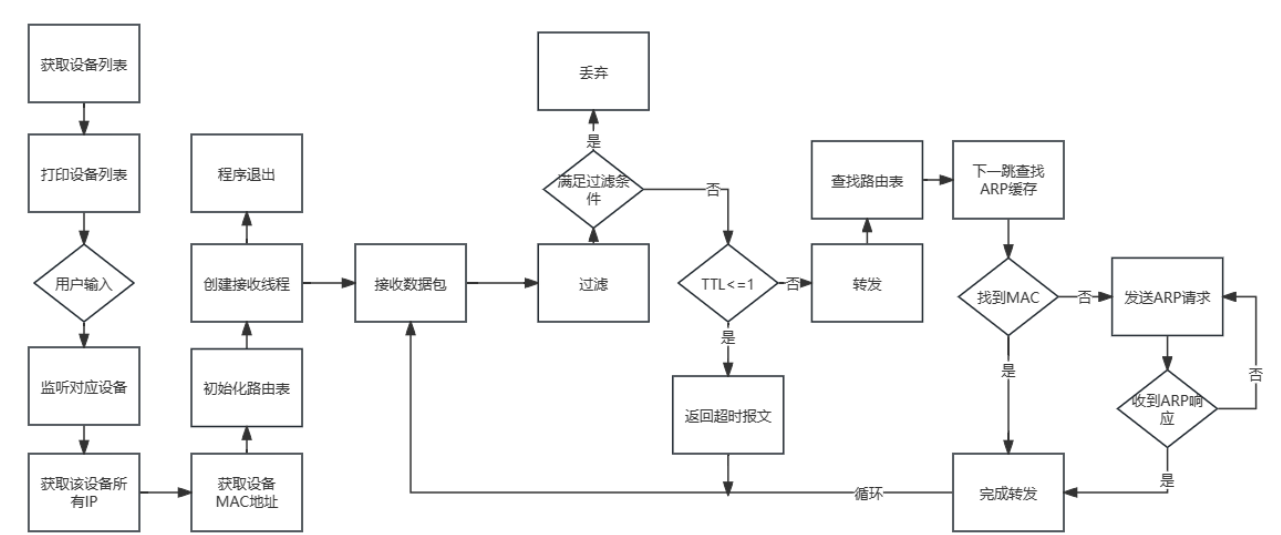 获取设备列表
打印设备列表
用户输入
监听对应设备
获取该设备所
有IP
获取设备
MAC地址
初始化路由表
创建接收线程
程序退出
接收数据包
过滤
满足过滤条
件
是
丢弃
否
TTL<=1
是
返回超时报文
否
转发
查找路由表
下一跳查找
ARP缓存
找到MAC
是
否
发送ARP请求
收到ARP响
应
否
是
完成转发
循环